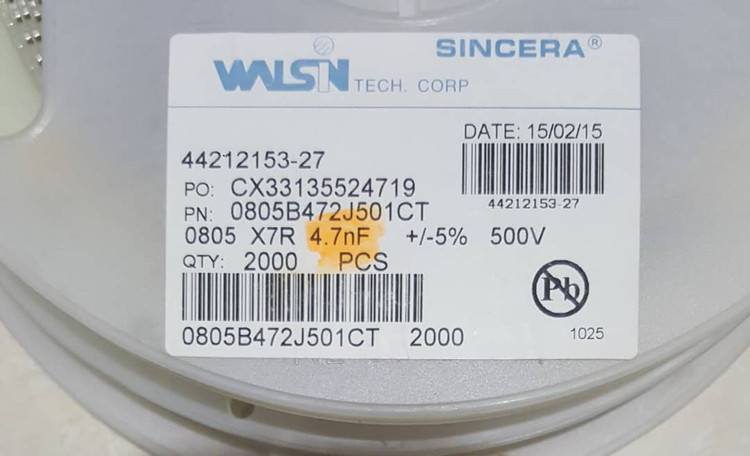 SINCERA®
WALSIN TECH. CORP
DATE: 15/02/15
44212153-27
44212153-27
PO: CX33135524719
PN: 0805B472J501CT
0805 X7R 4.7nF +/-5% 500V
QTY: 2000 PCS
Pb
0805B472J501CT 2000
1025